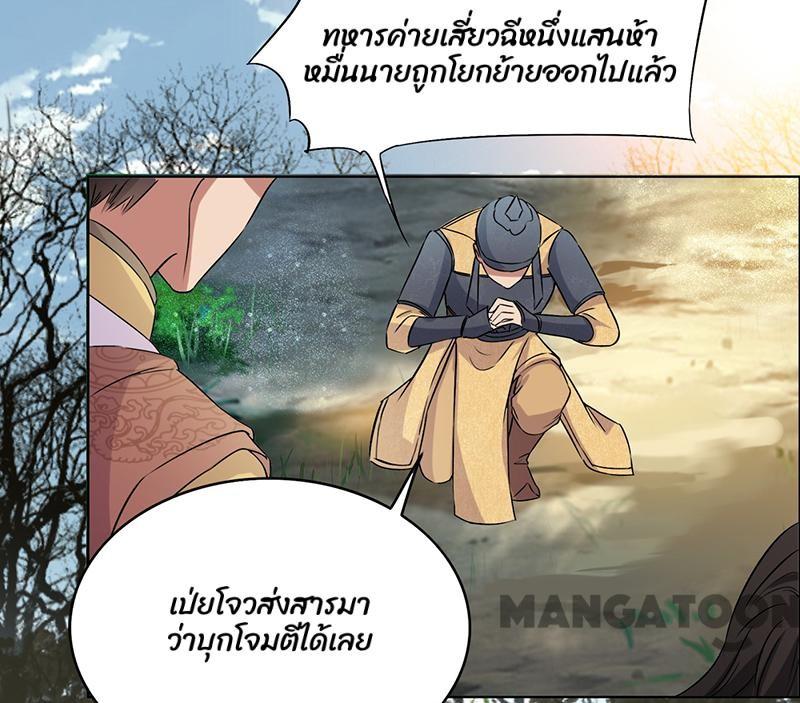 ทหารค่ายเสี่ยวฉีหนึ่งแสนห้า
หมื่นนายถูกโยกย้ายออกไปแล้ว
เป่ยโจวส่งสารมา
ว่าบุกโจมตีได้เลย
MANGATOON